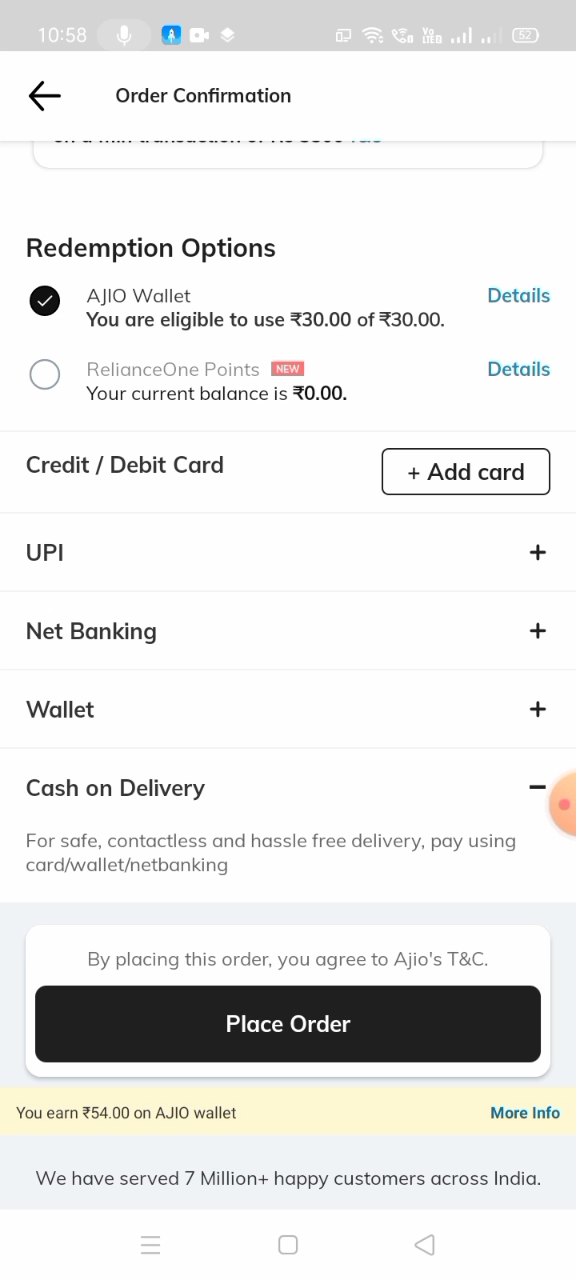 10:58
VoLTE
52
Order Confirmation
Redemption Options
AJIO Wallet
Details
You are eligible to use ₹30.00 of ₹30.00.
RelianceOne Points NEW
Details
Your current balance is ₹0.00.
Credit / Debit Card
+ Add card
UPI
+
Net Banking
+
Wallet
+
Cash on Delivery
For safe, contactless and hassle free delivery, pay using
card/wallet/netbanking
By placing this order, you agree to Ajio's T&C.
Place Order
You earn ₹54.00 on AJIO wallet
More Info
We have served 7 Million+ happy customers across India.